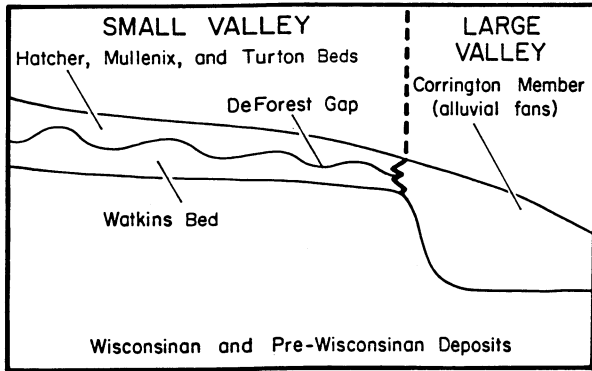 SMALL VALLEY
Hatcher, Mullenix, and Turton Beds
DeForest Gap
Watkins Bed
LARGE
VALLEY
Corrington Member
(alluvial fans)
Wisconsinan and Pre-Wisconsinan Deposits